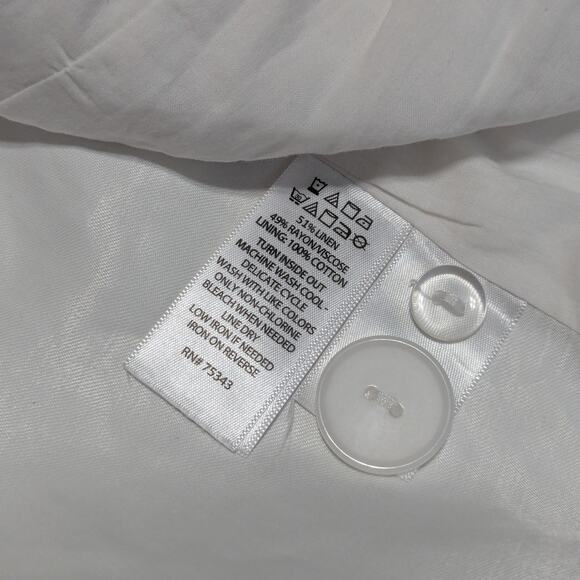 51% LINEN
49% RAYON/VISCOSE
LINING: 100% COTTON
TURN INSIDE OUT
MACHINE WASH COOL -
DELICATE CYCLE
WASH WITH LIKE COLORS
ONLY NON-CHLORINE
BLEACH WHEN NEEDED
LINE DRY
LOW IRON IF NEEDED
IRON ON REVERSE
RN# 75343